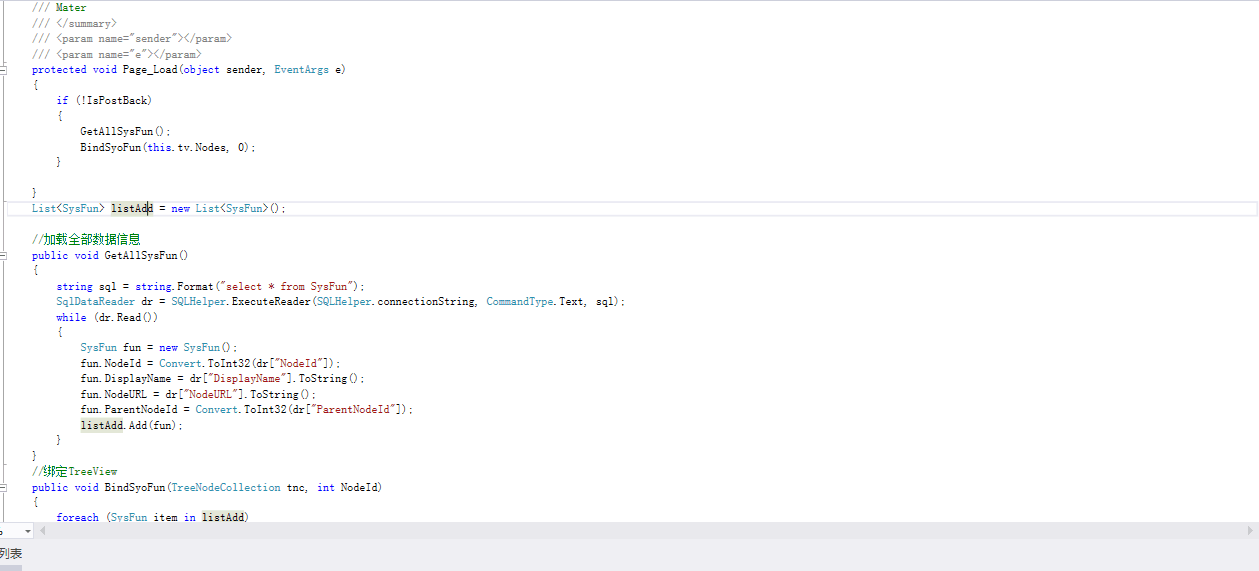 /// Mater
/// </summary>
/// <param name="sender"></param>
/// <param name="e"></param>
protected void Page_Load(object sender, EventArgs e)
{
if (!IsPostBack)
{
GetAllSysFun();
BindSyoFun(this.tv.Nodes, 0);
}
}
List<SysFun> listAdd = new List<SysFun>();
//加载全部数据信息
public void GetAllSysFun()
{
string sql = string.Format("select * from SysFun");
SqlDataReader dr = SQLHelper.ExecuteReader(SQLHelper.connectionString, CommandType.Text, sql);
while (dr.Read())
{
SysFun fun = new SysFun();
fun.NodeId = Convert.ToInt32(dr["NodeId"]);
fun.DisplayName = dr["DisplayName"].ToString();
fun.NodeURL = dr["NodeURL"].ToString();
fun.ParentNodeId = Convert.ToInt32(dr["ParentNodeId"]);
listAdd.Add(fun);
}
}
//绑定TreeView
public void BindSyoFun(TreeNodeCollection tnc, int NodeId)
{
foreach (SysFun item in listAdd)
列表